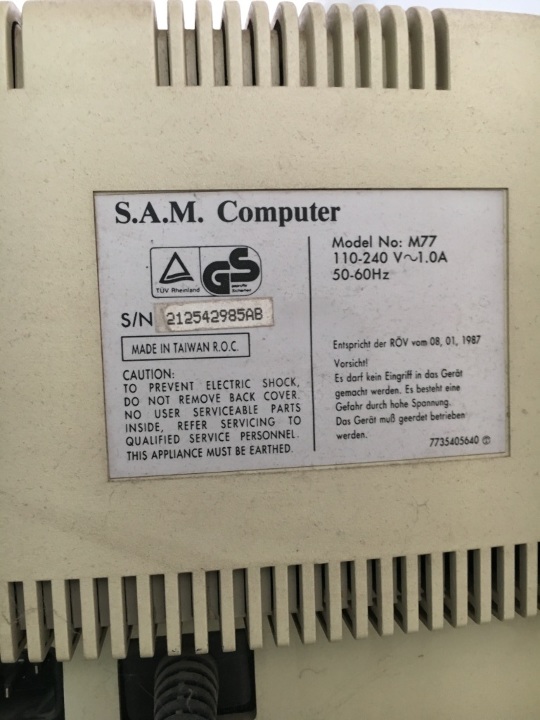 S.A.M. Computer
TÜV Rheinland
GS
geprüfte
Sicherheit
S/N 212542985AB
MADE IN TAIWAN R.O.C.
CAUTION:
TO PREVENT ELECTRIC SHOCK,
DO NOT REMOVE BACK COVER.
NO USER SERVICEABLE PARTS
INSIDE, REFER SERVICING TO
QUALIFIED SERVICE PERSONNEL.
THIS APPLIANCE MUST BE EARTHED.
Model No: M77
110-240 V~1.0A
50-60Hz
Entspricht der RÖV vom 08, 01, 1987
Vorsicht!
Es darf kein Eingriff in das Gerät
gemacht werden. Es besteht eine
Gefahr durch hohe Spannung.
Das Gerät muß geerdet betrieben
werden.
7735405640